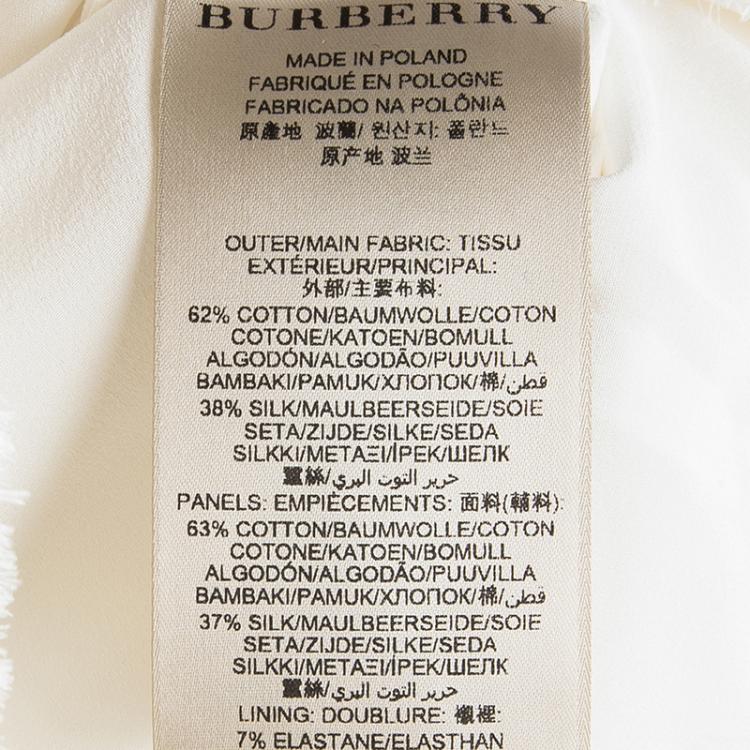 BURBERRY
MADE IN POLAND
FABRIQUÉ EN POLOGNE
FABRICADO NA POLÔNIA
原產地 波蘭/ 원산지: 폴란드
原产地 波兰
OUTER/MAIN FABRIC: TISSU
EXTÉRIEUR/PRINCIPAL:
外部/主要布料:
62% COTTON/BAUMWOLLE/COTON
COTONE/KATOEN/BOMULL
ALGODÓN/ALGODÃO/PUUVILLA
BAMBAKI/PAMUK/ХЛОПОК/棉/قطن
38% SILK/MAULBEERSEIDE/SOIE
SETA/ZIJDE/SILKE/SEDA
SILKKI/ΜΕΤΑΞΙ/İPEK/ШЕЛК
蠶絲/حرير التوت البري
PANELS: EMPIÈCEMENTS: 面料(輔料):
63% COTTON/BAUMWOLLE/COTON
COTONE/KATOEN/BOMULL
ALGODÓN/ALGODÃO/PUUVILLA
BAMBAKI/PAMUK/ХЛОПОК/棉/قطن
37% SILK/MAULBEERSEIDE/SOIE
SETA/ZIJDE/SILKE/SEDA
SILKKI/ΜΕΤΑΞΙ/İPEK/ШЕЛК
蠶絲/حرير التوت البري
LINING: DOUBLURE: 襯裡:
7% ELASTANE/ELASTHAN